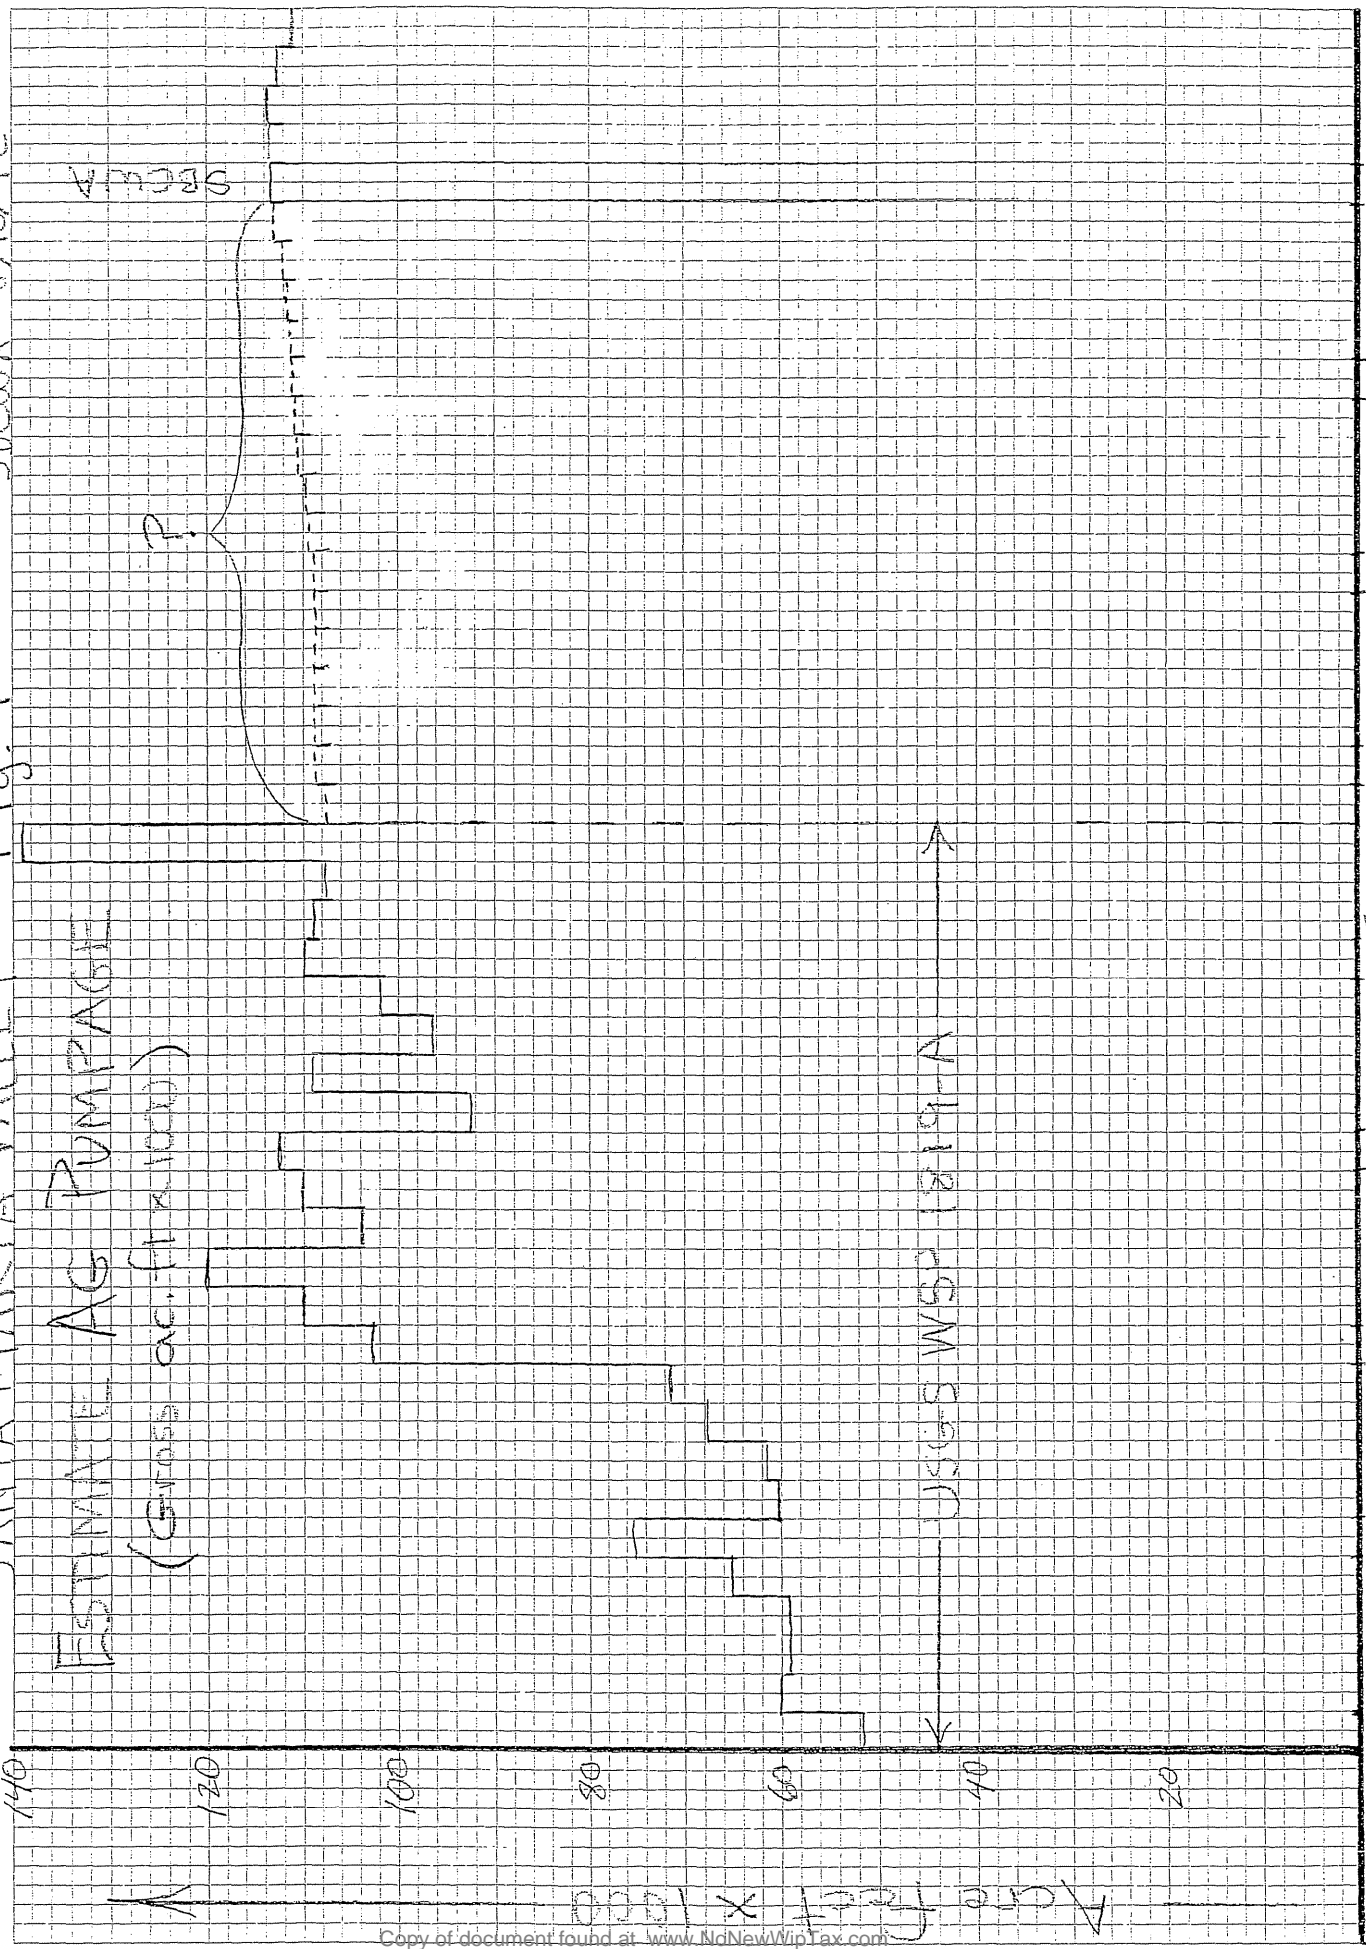 ESTIMATE AG PUMPAGE
(Gross ac. ft x 1000)
?
SBCWA
140
120
100
80
60
40
20
USGS WSP 1819-A
Acre feet x 1000
Copy of document found at www.NoNewWipTax.com